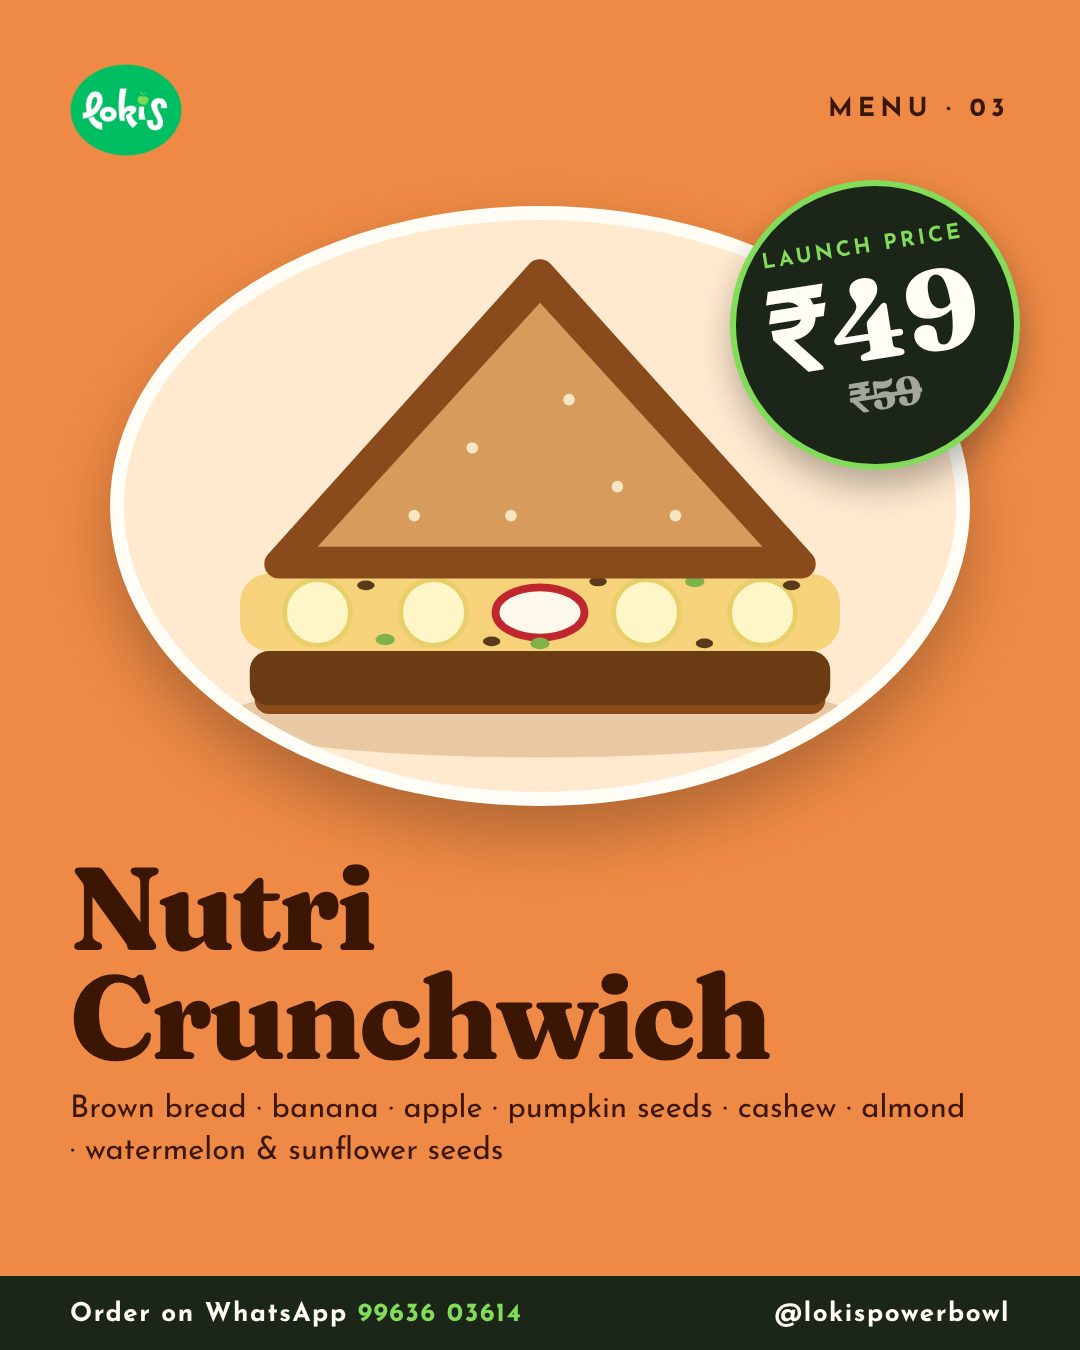 lokis
MENU · 03
LAUNCH PRICE
₹49
₹59
Nutri
Crunchwich
Brown bread · banana · apple · pumpkin seeds · cashew · almond
· watermelon & sunflower seeds
Order on WhatsApp 99636 03614
@lokispowerbowl